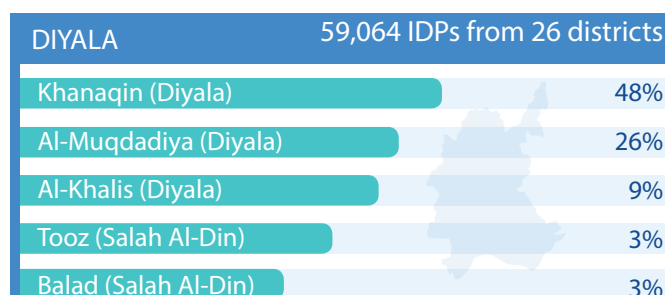 DIYALA 59,064 IDPs from 26 districts
Khanaqin (Diyala) 48%
Al-Muqdadiya (Diyala) 26%
Al-Khalis (Diyala) 9%
Tooz (Salah Al-Din) 3%
Balad (Salah Al-Din) 3%